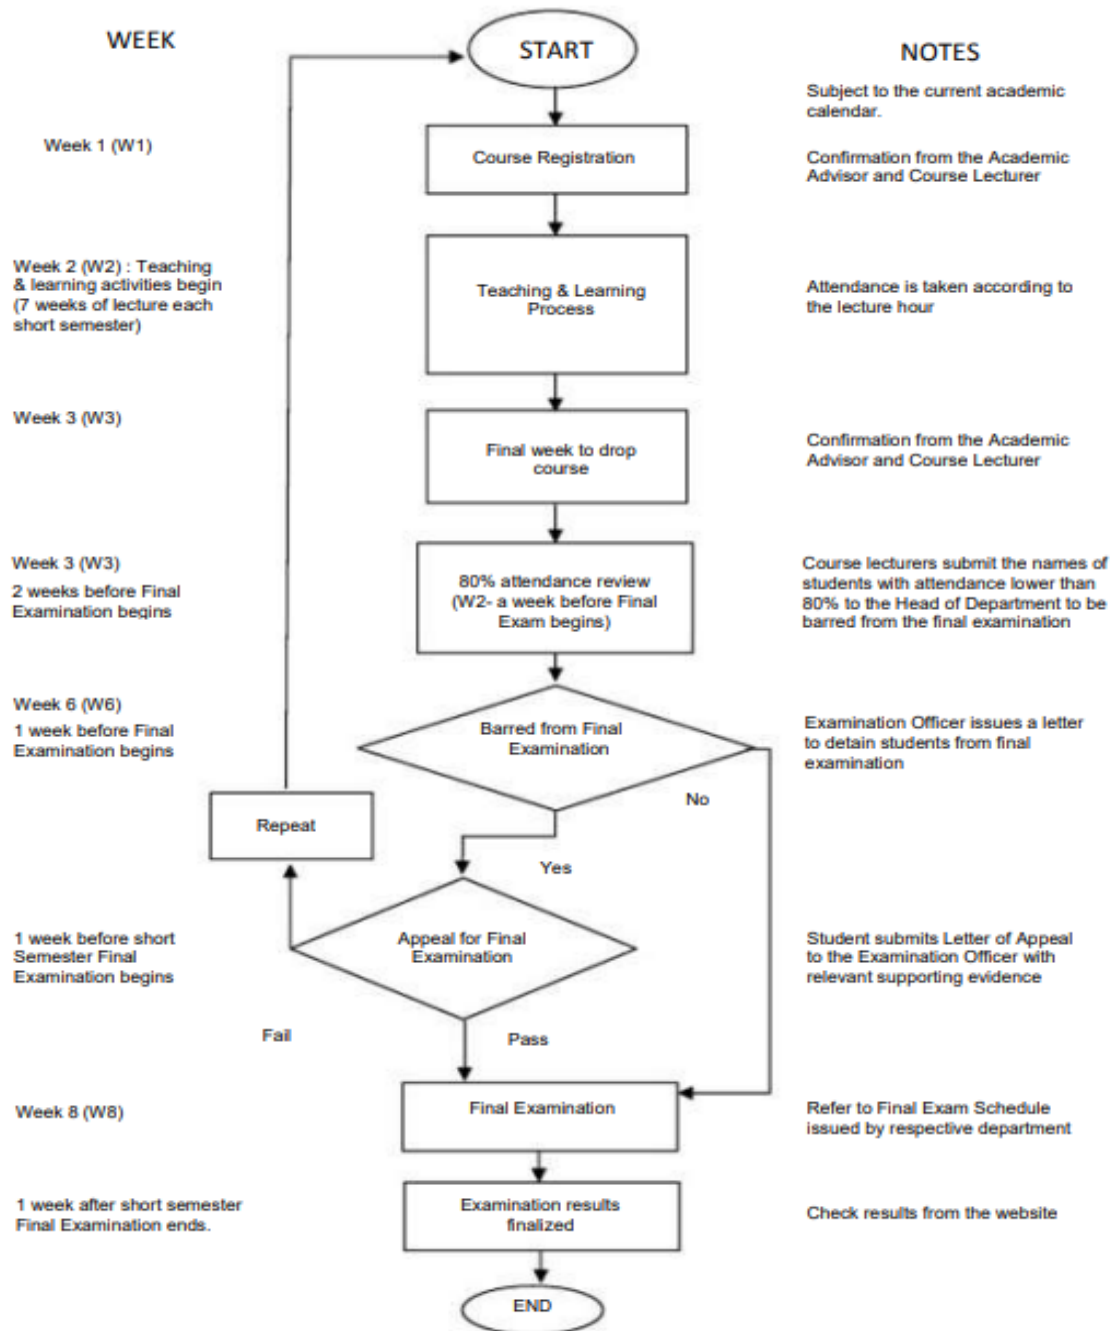 WEEK
START
NOTES
Subject to the current academic
calendar.
Week 1 (W1)
Course Registration
Confirmation from the Academic
Advisor and Course Lecturer
Week 2 (W2) : Teaching
& learning activities begin
(7 weeks of lecture each
short semester)
Teaching & Learning
Process
Attendance is taken according to
the lecture hour
Week 3 (W3)
Final week to drop
course
Confirmation from the Academic
Advisor and Course Lecturer
Week 3 (W3)
2 weeks before Final
Examination begins
80% attendance review
(W2- a week before Final
Exam begins)
Course lecturers submit the names of
students with attendance lower than
80% to the Head of Department to be
barred from the final examination
Week 6 (W6)
1 week before Final
Examination begins
Barred from Final
Examination
Examination Officer issues a letter
to detain students from final
examination
No
Repeat
Yes
1 week before short
Semester Final
Examination begins
Appeal for Final
Examination
Student submits Letter of Appeal
to the Examination Officer with
relevant supporting evidence
Fail
Pass
Week 8 (W8)
Final Examination
Refer to Final Exam Schedule
issued by respective department
1 week after short semester
Final Examination ends.
Examination results
finalized
Check results from the website
END